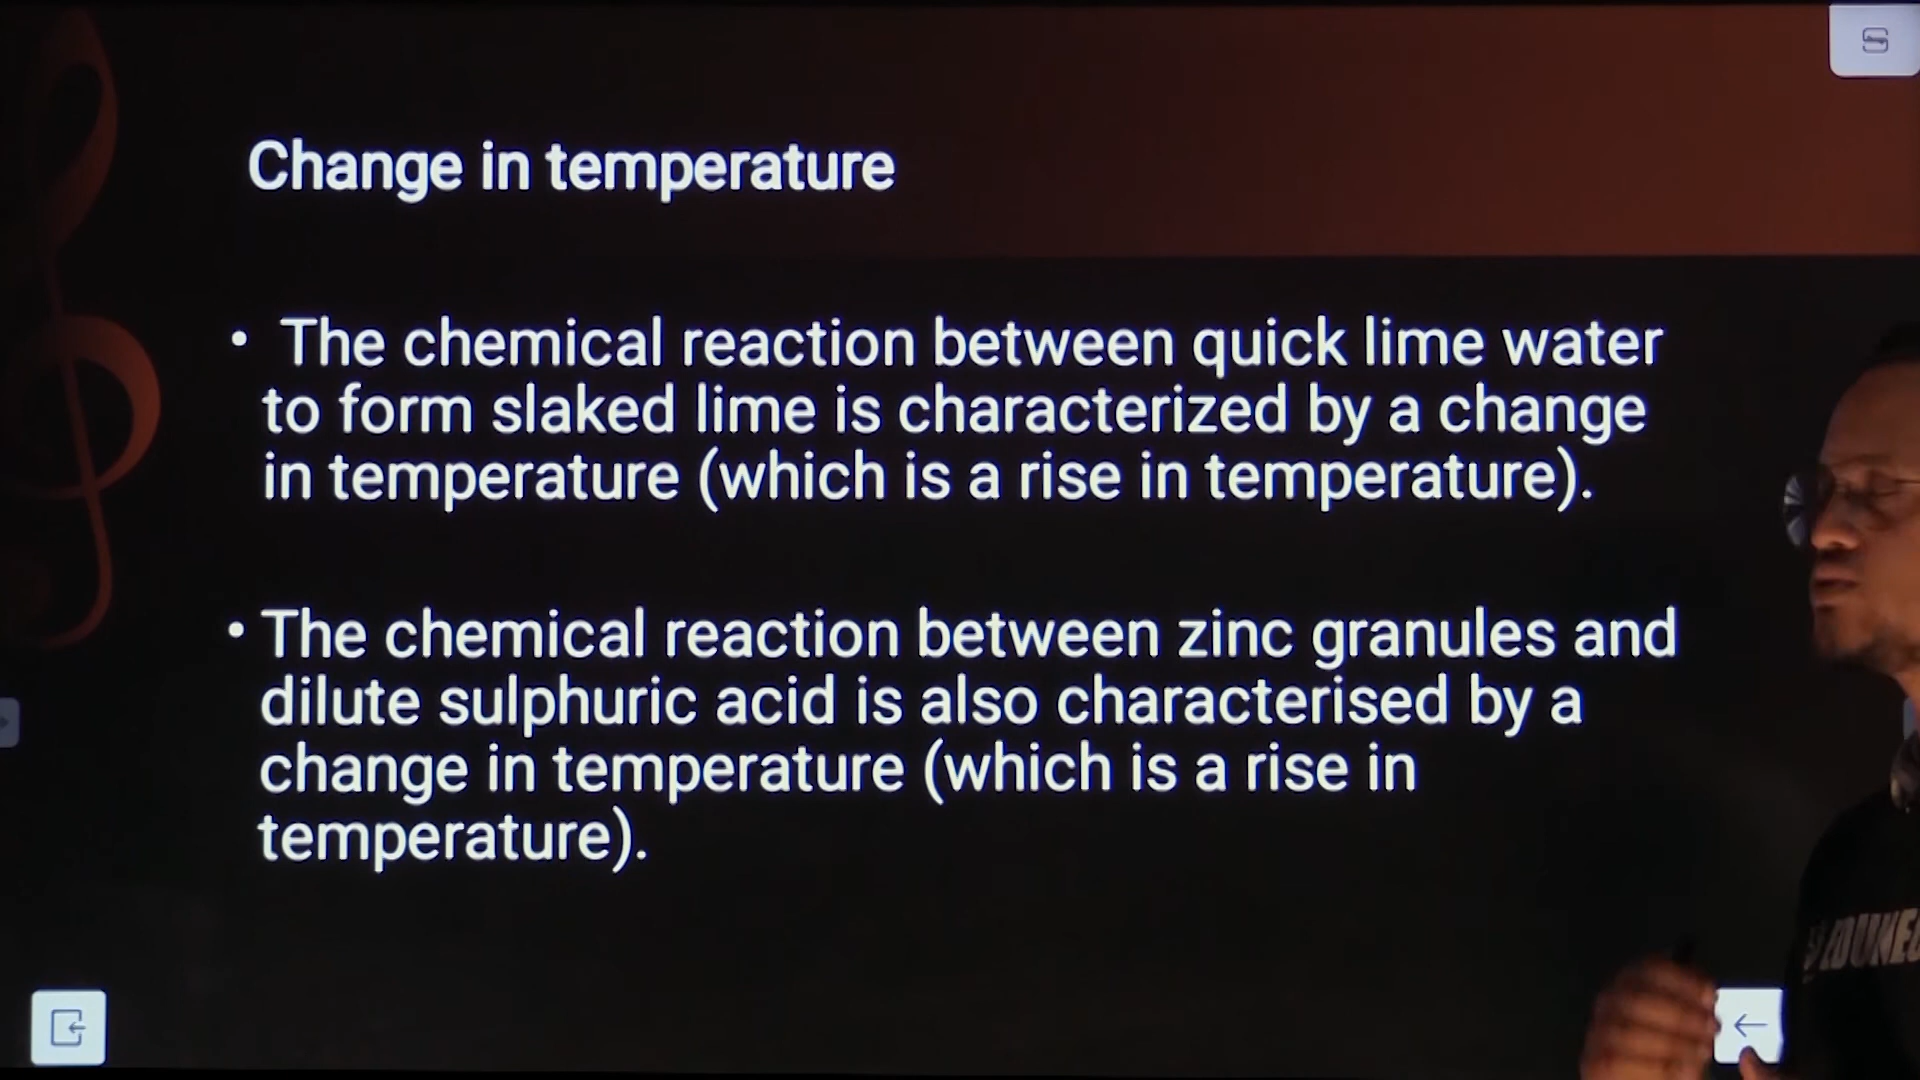 Change in temperature
• The chemical reaction between quick lime water
to form slaked lime is characterized by a change
in temperature (which is a rise in temperature).
• The chemical reaction between zinc granules and
dilute sulphuric acid is also characterised by a
change in temperature (which is a rise in
temperature).